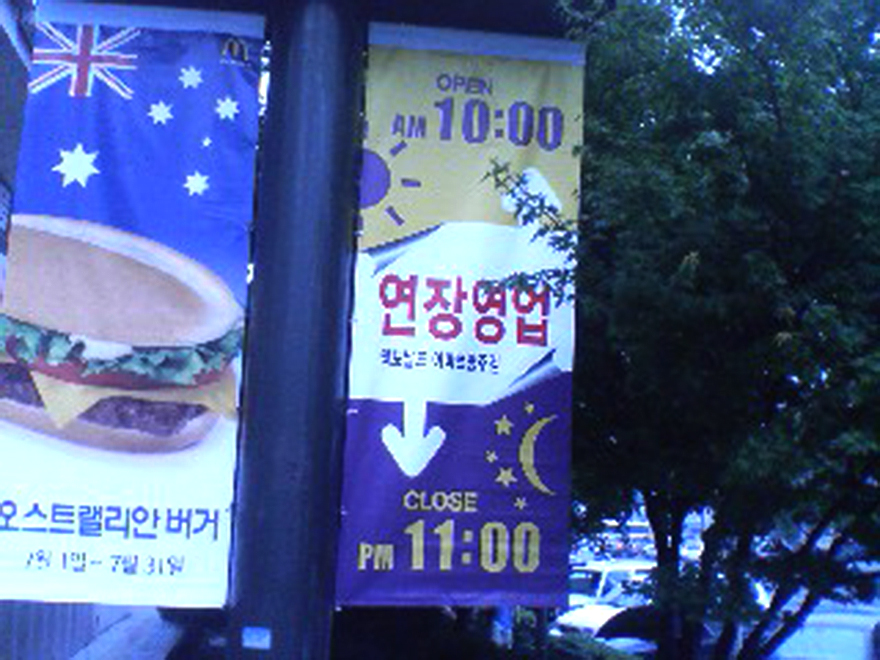 오스트랠리안 버거
7월 1일 ~ 7월 31일
OPEN
AM 10:00
연장영업
CLOSE
PM 11:00